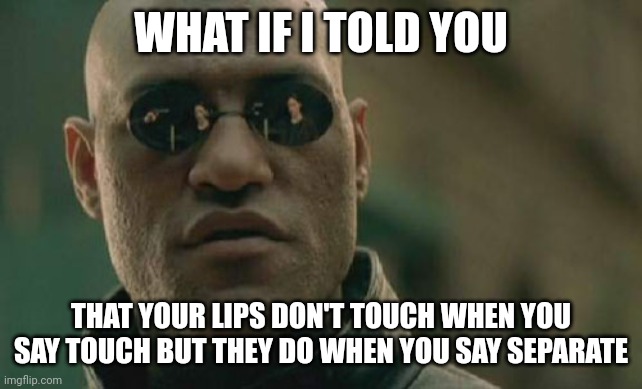 WHAT IF I TOLD YOU
THAT YOUR LIPS DON'T TOUCH WHEN YOU
SAY TOUCH BUT THEY DO WHEN YOU SAY SEPARATE
imgflip.com